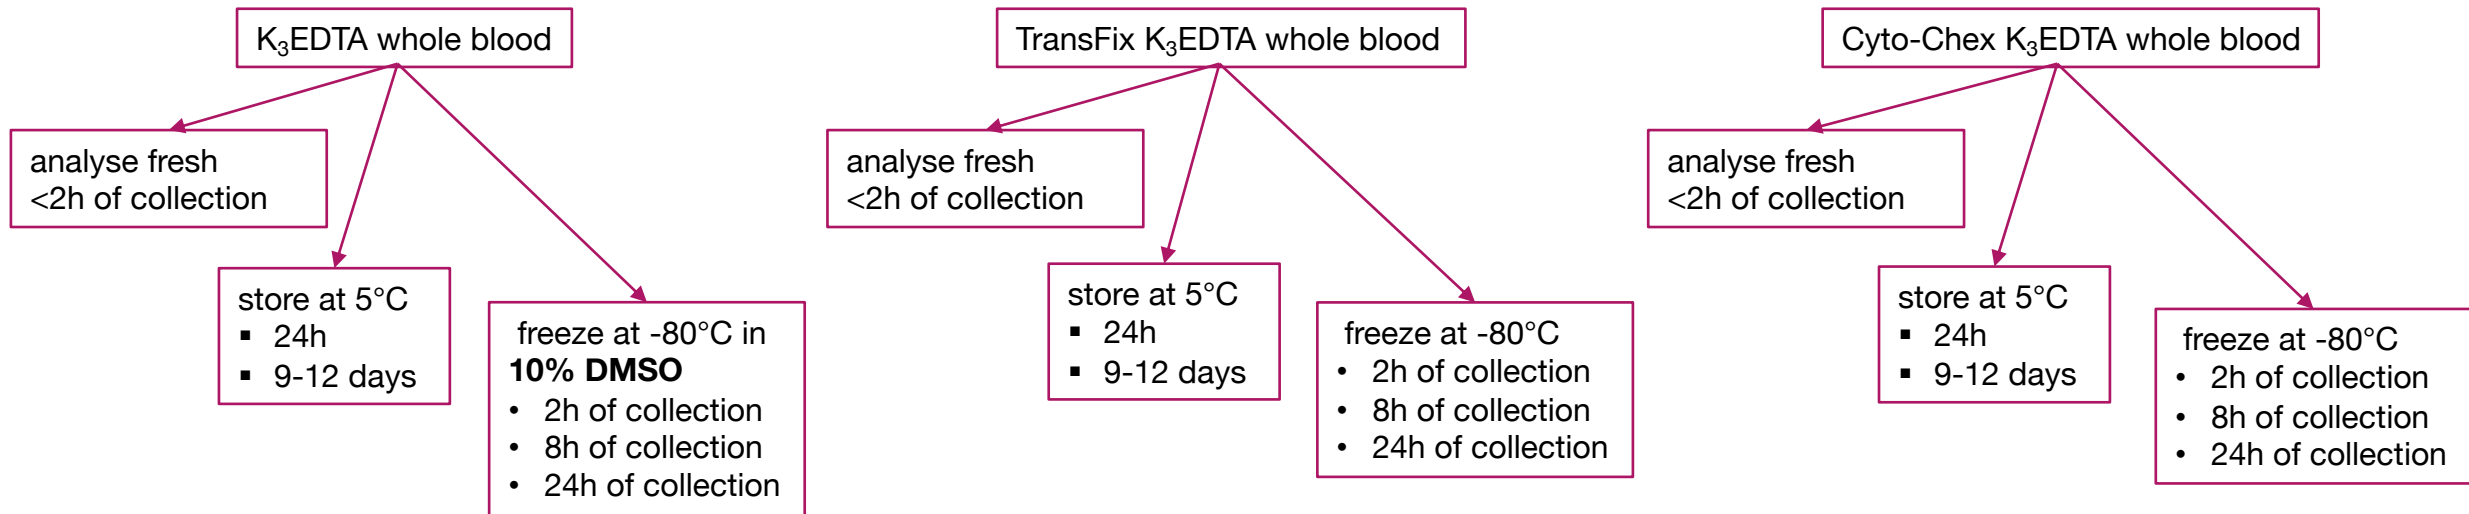 K₃EDTA whole blood
analyse fresh
<2h of collection
store at 5°C
▪ 24h
▪ 9-12 days
freeze at -80°C in
10% DMSO
• 2h of collection
• 8h of collection
• 24h of collection
TransFix K₃EDTA whole blood
analyse fresh
<2h of collection
store at 5°C
▪ 24h
▪ 9-12 days
freeze at -80°C
• 2h of collection
• 8h of collection
• 24h of collection
Cyto-Chex K₃EDTA whole blood
analyse fresh
<2h of collection
store at 5°C
▪ 24h
▪ 9-12 days
freeze at -80°C
• 2h of collection
• 8h of collection
• 24h of collection